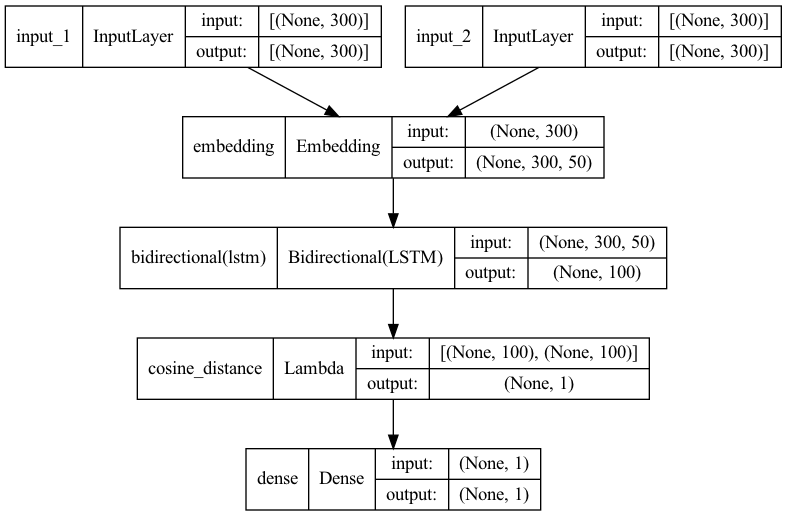 input_1 InputLayer input: [(None, 300)]
output: [(None, 300)]
input_2 InputLayer input: [(None, 300)]
output: [(None, 300)]
embedding Embedding input: (None, 300)
output: (None, 300, 50)
bidirectional(lstm) Bidirectional(LSTM) input: (None, 300, 50)
output: (None, 100)
cosine_distance Lambda input: [(None, 100), (None, 100)]
output: (None, 1)
dense Dense input: (None, 1)
output: (None, 1)